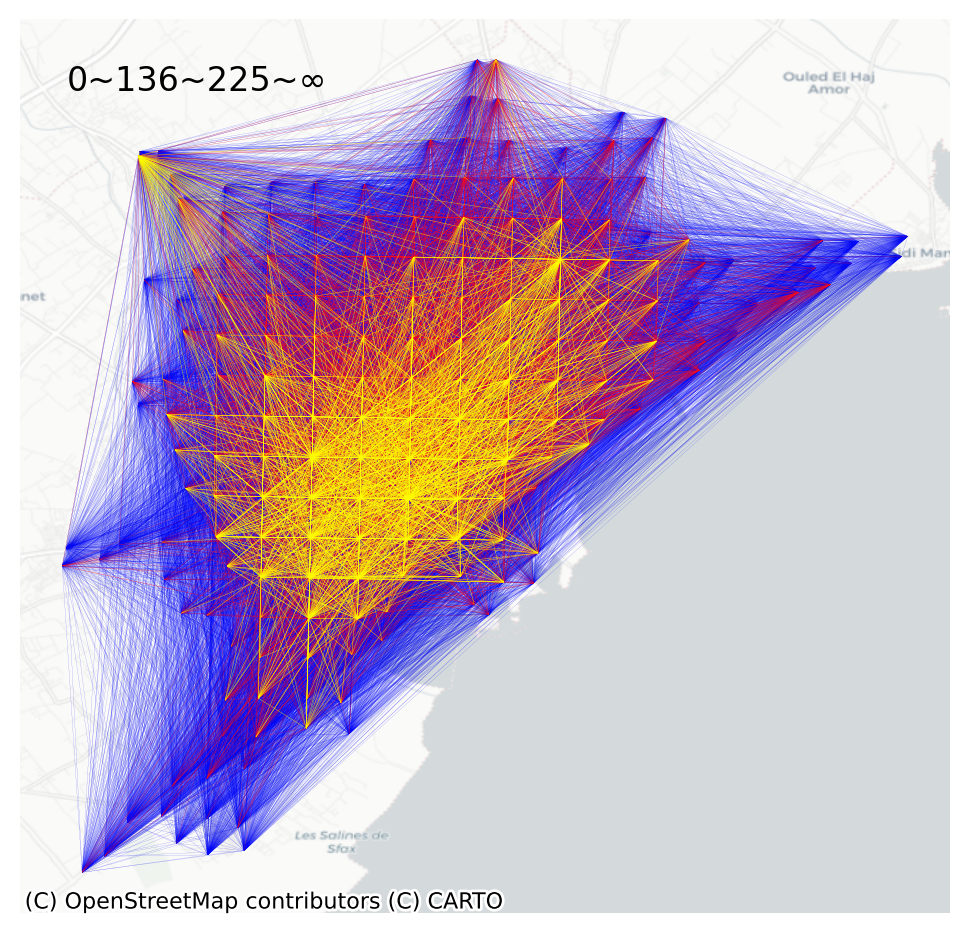 0~136~225~∞
Ouled El Haj
Amor
idi Man
net
Les Salines de
Sfax
(C) OpenStreetMap contributors (C) CARTO